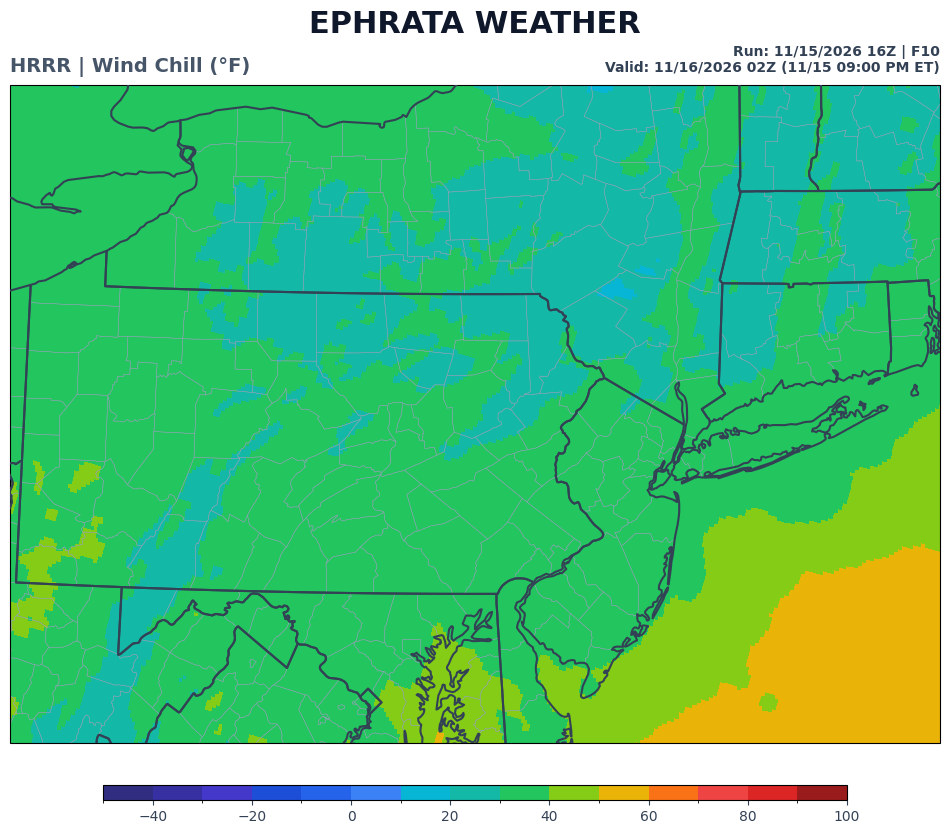 EPHRATA WEATHER
HRRR | Wind Chill (°F)
Run: 11/15/2026 16Z | F10
Valid: 11/16/2026 02Z (11/15 09:00 PM ET)
−40 −20 0 20 40 60 80 100